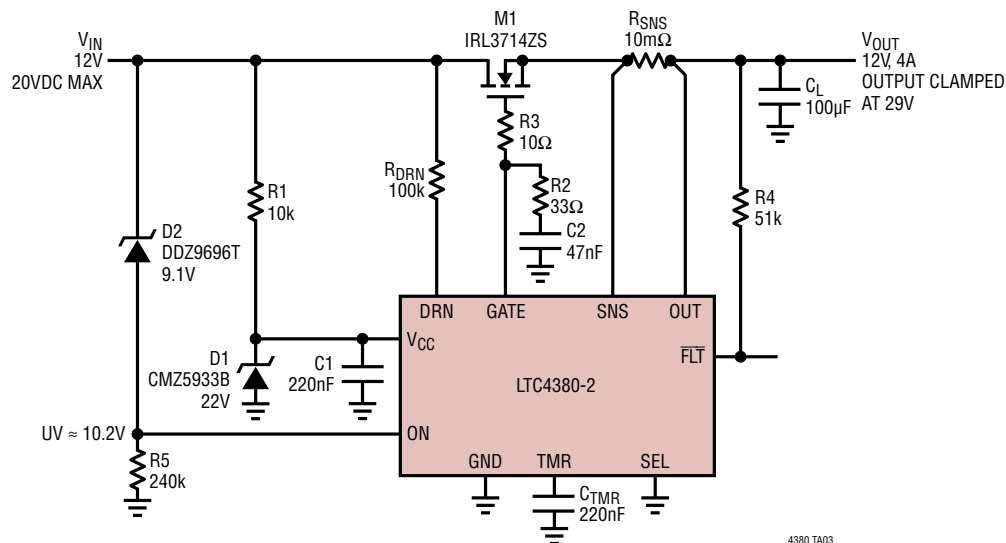 M1
IRL3714ZS
RSNS
10mΩ
VIN
12V
20VDC MAX
VOUT
12V, 4A
OUTPUT CLAMPED
AT 29V
CL
100µF
R3
10Ω
RDRN
100k
R2
33Ω
C2
47nF
R1
10k
R4
51k
D2
DDZ9696T
9.1V
DRN
GATE
SNS
OUT
VCC
FLT
D1
CMZ5933B
22V
C1
220nF
LTC4380-2
UV ≈ 10.2V
ON
R5
240k
GND
TMR
SEL
CTMR
220nF
4380 TA03